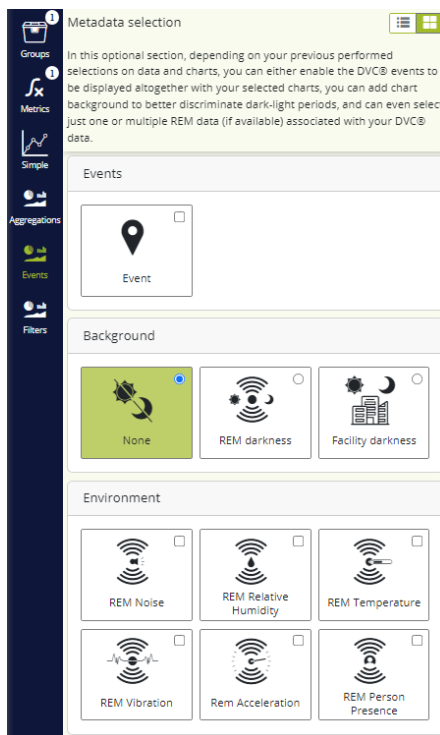 1
Groups
1
fx
Metrics
Simple
Aggregations
Events
Filters
Metadata selection
In this optional section, depending on your previous performed
selections on data and charts, you can either enable the DVC® events to
be displayed altogether with your selected charts, you can add chart
background to better discriminate dark-light periods, and can even select
just one or multiple REM data (if available) associated with your DVC®
data.
Events
Event
Background
None
REM darkness
Facility darkness
Environment
REM Noise
REM Relative
Humidity
REM Temperature
REM Vibration
Rem Acceleration
REM Person
Presence